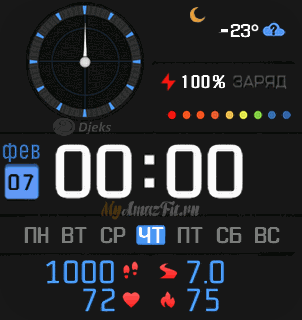 -23°
100% ЗАРЯД
Djeks
фев
07
00:00
MyAmazFit.ru
ПН ВТ СР ЧТ ПТ СБ ВС
1000 7.0
72 75